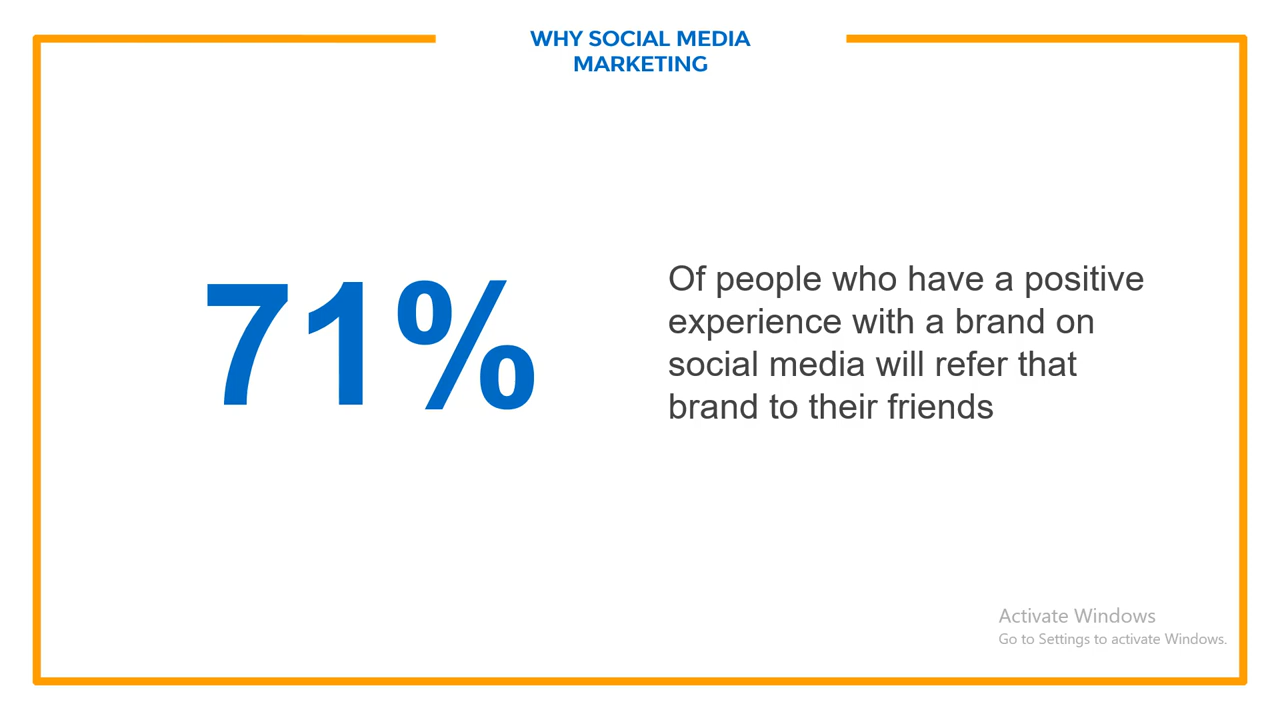 WHY SOCIAL MEDIA
MARKETING
71%
Of people who have a positive
experience with a brand on
social media will refer that
brand to their friends
Activate Windows
Go to Settings to activate Windows.